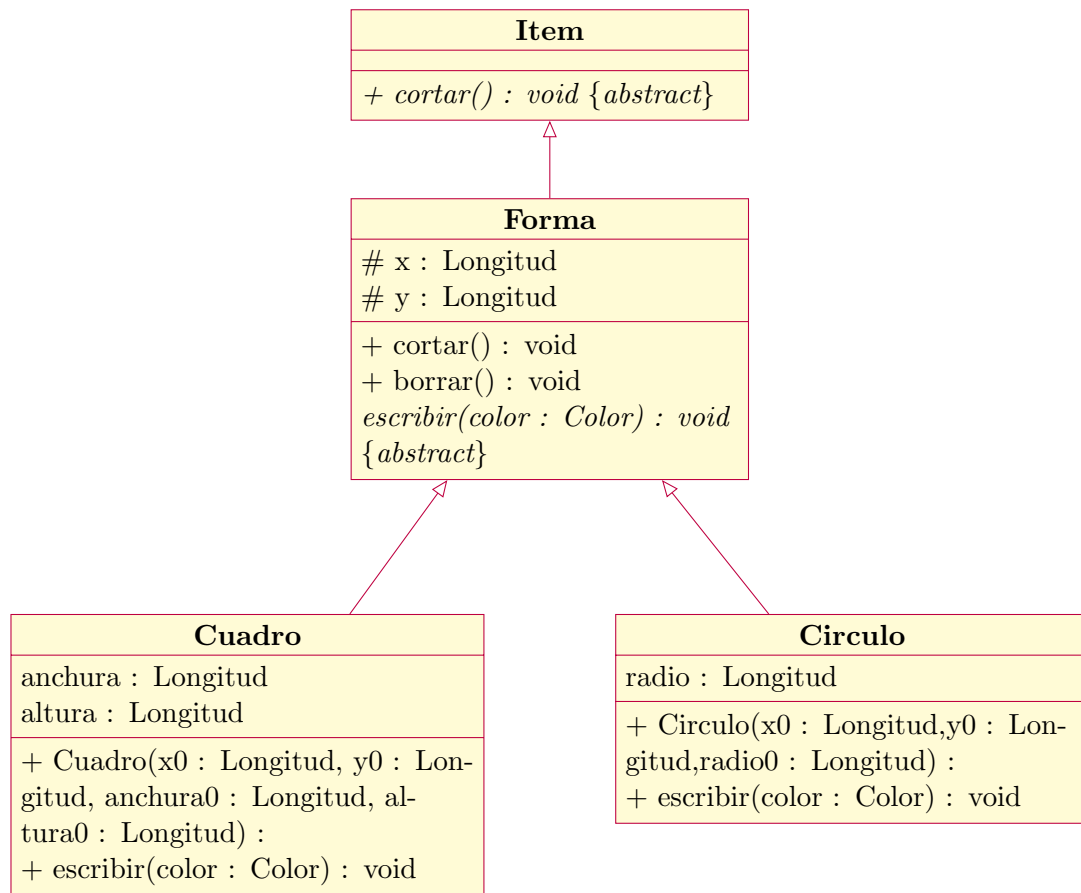 Item
+ cortar() : void {abstract}
Forma
# x : Longitud
# y : Longitud
+ cortar() : void
+ borrar() : void
escribir(color : Color) : void
{abstract}
Cuadro
anchura : Longitud
altura : Longitud
+ Cuadro(x0 : Longitud, y0 : Lon-
gitud, anchura0 : Longitud, al-
tura0 : Longitud) :
+ escribir(color : Color) : void
Circulo
radio : Longitud
+ Circulo(x0 : Longitud,y0 : Lon-
gitud,radio0 : Longitud) :
+ escribir(color : Color) : void